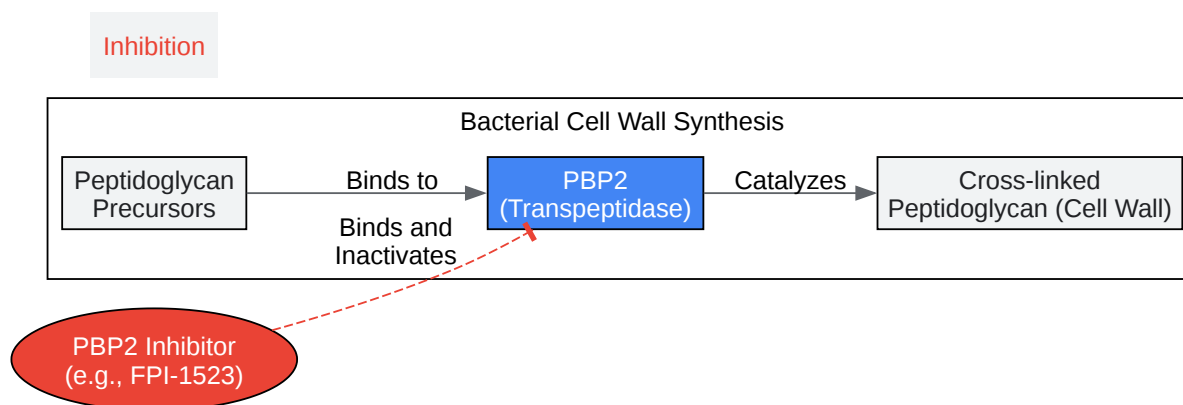 Inhibition
Bacterial Cell Wall Synthesis
Peptidoglycan
Precursors
Binds to
PBP2
(Transpeptidase)
Catalyzes
Cross-linked
Peptidoglycan (Cell Wall)
Binds and
Inactivates
PBP2 Inhibitor
(e.g., FPI-1523)